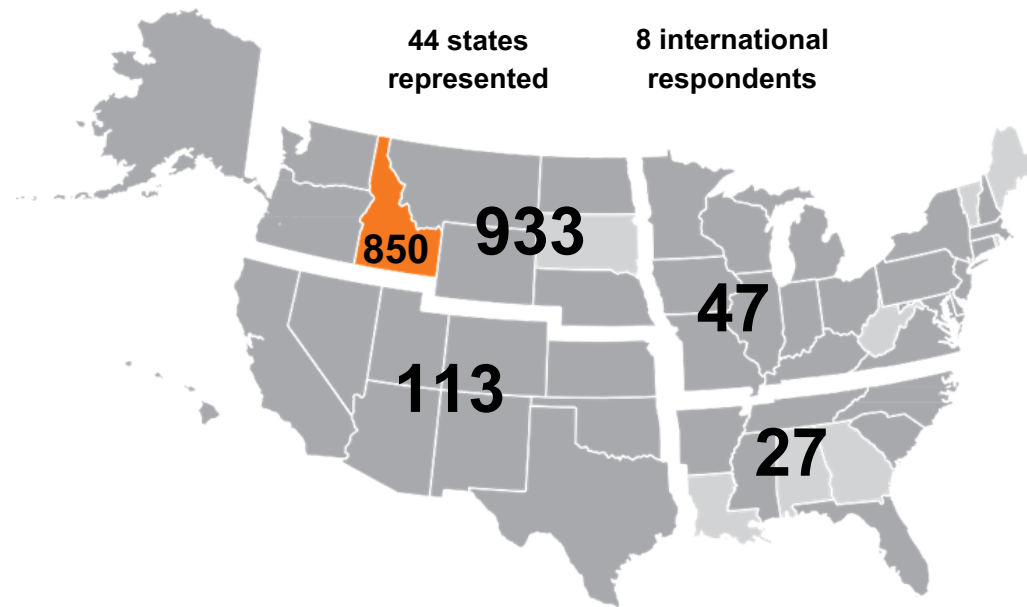 44 states
represented
8 international
respondents
933
850
47
113
27